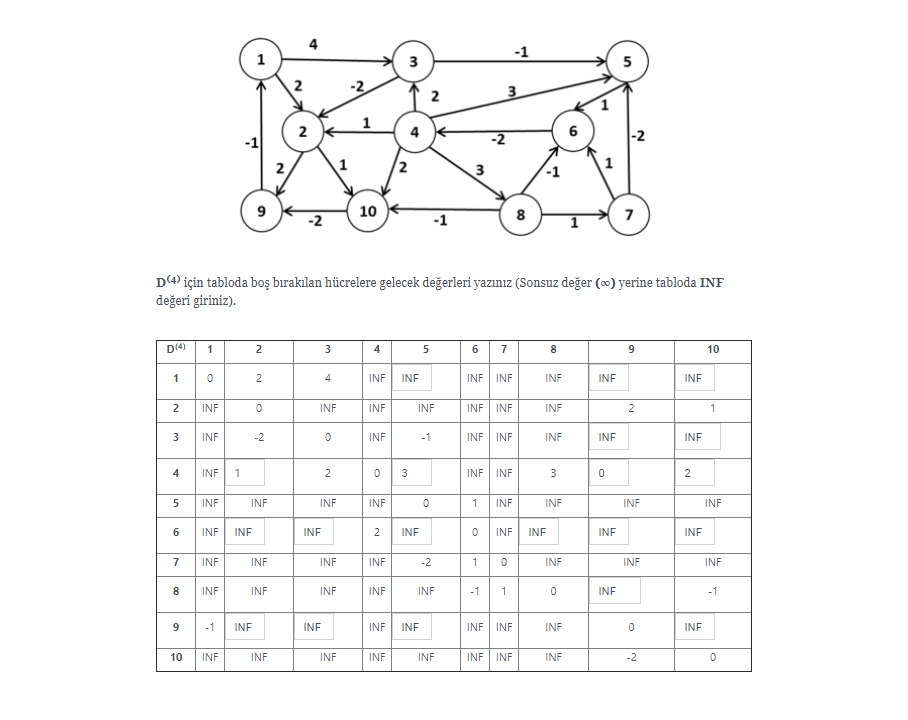 4
-1
1
3
5
2
-2
2
3
1
1
2
4
-2
6
-2
-1
2
1
2
3
-1
1
9
10
8
7
-2
-1
1
D(4) için tabloda boş bırakılan hücrelere gelecek değerleri yazınız (Sonsuz değer (∞) yerine tabloda INF
değeri giriniz).
D(4) 1 2 3 4 5 6 7 8 9 10
1 0 2 4 INF INF INF INF INF INF INF
2 INF 0 INF INF INF INF INF INF 2 1
3 INF -2 0 INF -1 INF INF INF INF INF
4 INF 1 2 0 3 INF INF 3 0 2
5 INF INF INF INF 0 1 INF INF INF INF
6 INF INF INF 2 INF 0 INF INF INF INF
7 INF INF INF INF -2 1 0 INF INF INF
8 INF INF INF INF INF -1 1 0 INF -1
9 -1 INF INF INF INF INF INF INF 0 INF
10 INF INF INF INF INF INF INF INF -2 0